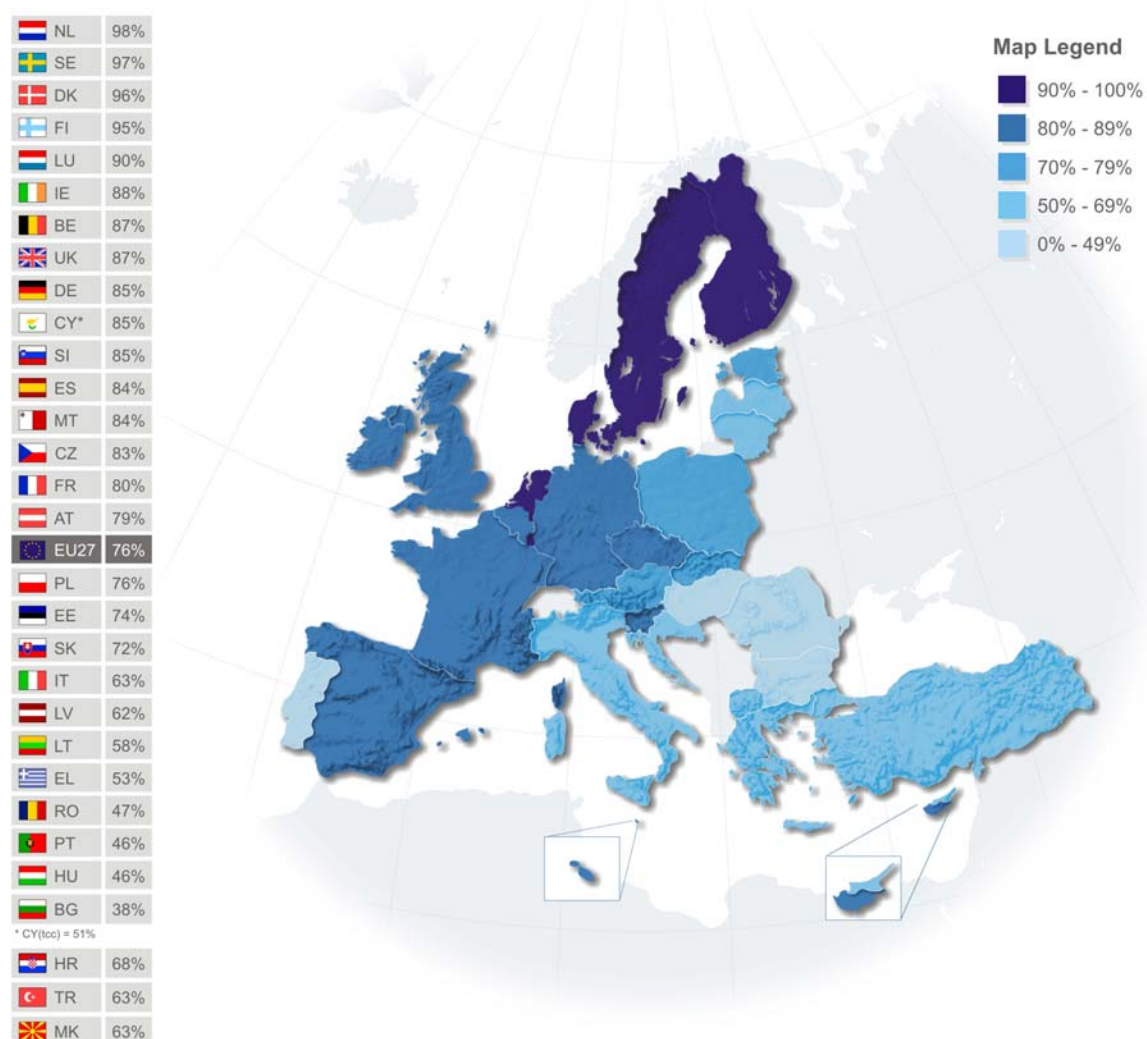 NL 98%
SE 97%
DK 96%
FI 95%
LU 90%
IE 88%
BE 87%
UK 87%
DE 85%
CY* 85%
SI 85%
ES 84%
MT 84%
CZ 83%
FR 80%
AT 79%
EU27 76%
PL 76%
EE 74%
SK 72%
IT 63%
LV 62%
LT 58%
EL 53%
RO 47%
PT 46%
HU 46%
BG 38%
* CY(tcc) = 51%
HR 68%
TR 63%
MK 63%
Map Legend
90% - 100%
80% - 89%
70% - 79%
50% - 69%
0% - 49%